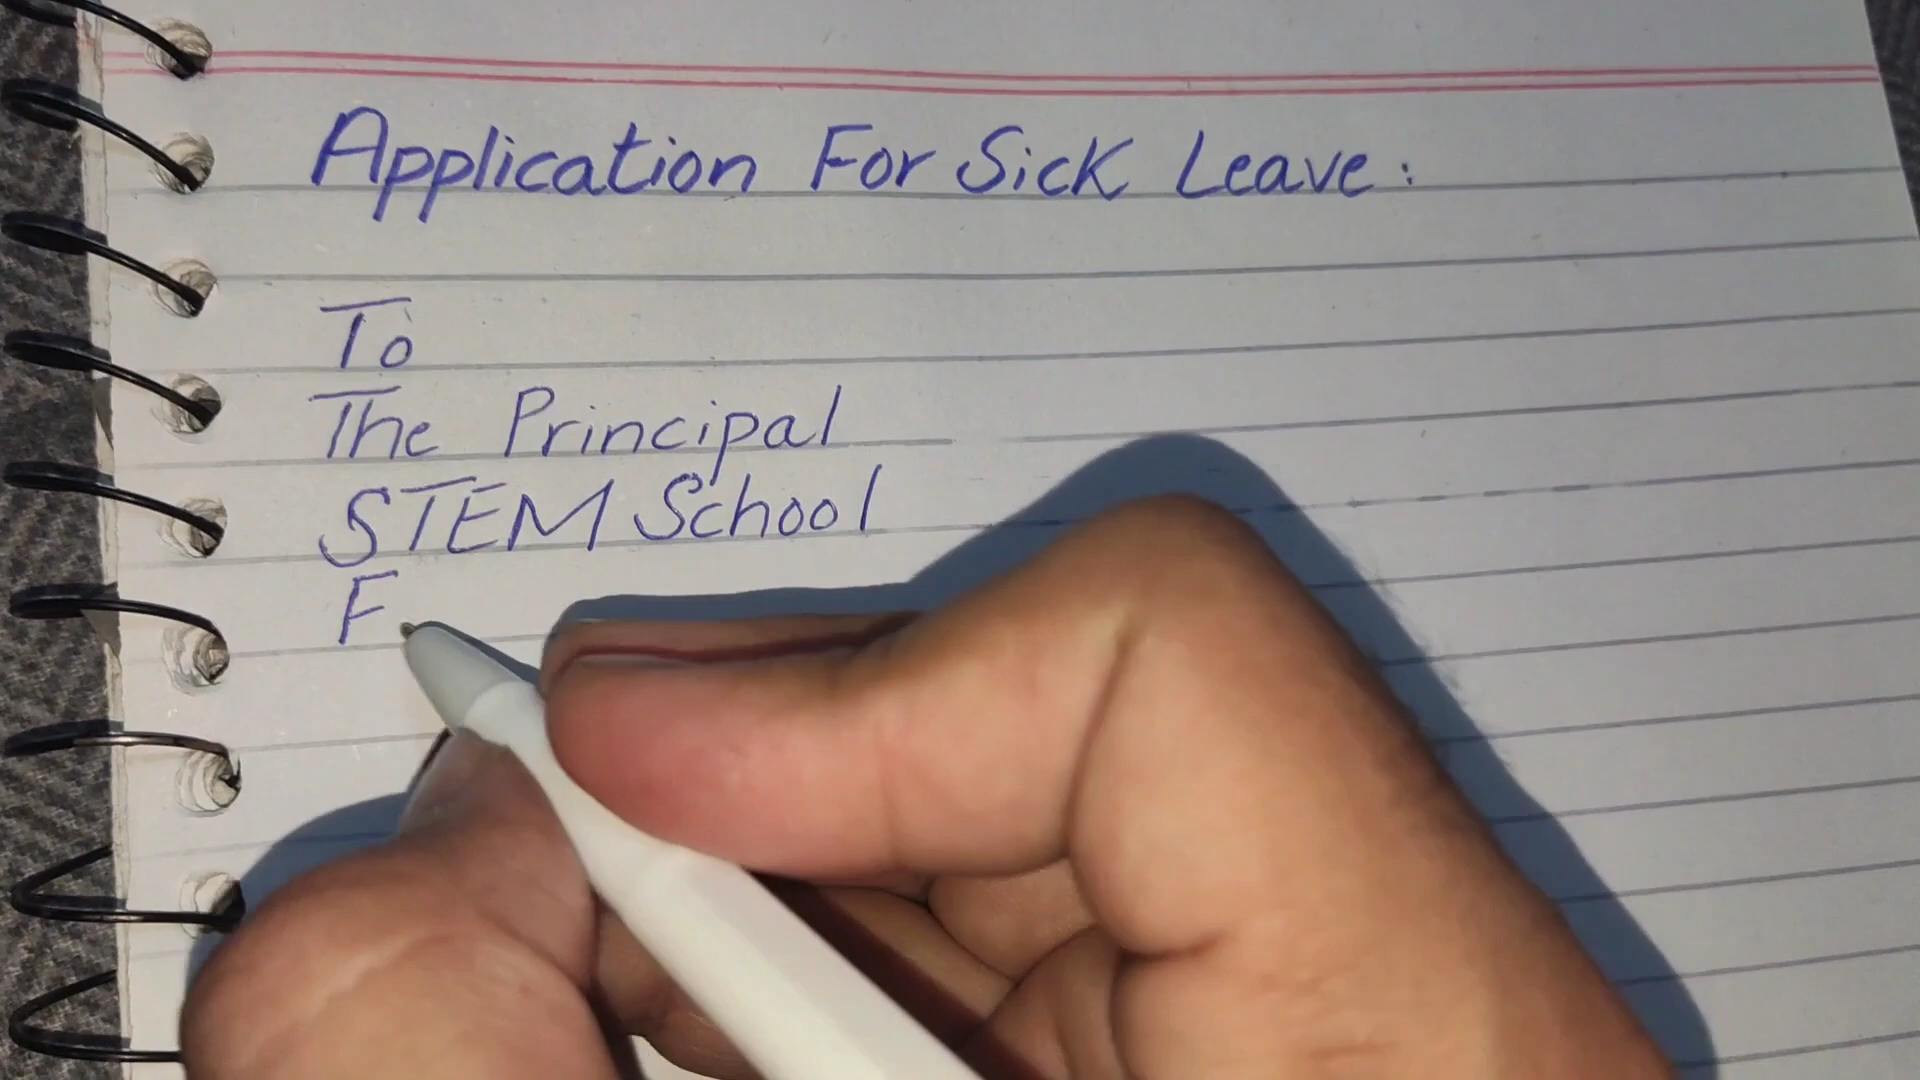 Application For Sick Leave:
To
The Principal
STEM School
F